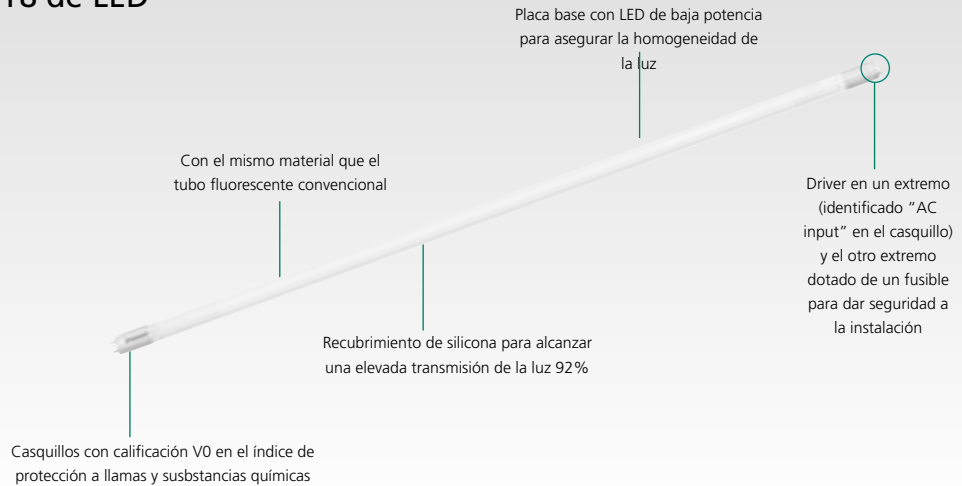 T8 de LED
Placa base con LED de baja potencia
para asegurar la homogeneidad de
la luz
Con el mismo material que el
tubo fluorescente convencional
Driver en un extremo
(identificado "AC
input" en el casquillo)
y el otro extremo
dotado de un fusible
para dar seguridad a
la instalación
Recubrimiento de silicona para alcanzar
una elevada transmisión de la luz 92%
Casquillos con calificación V0 en el índice de
protección a llamas y susbstancias químicas